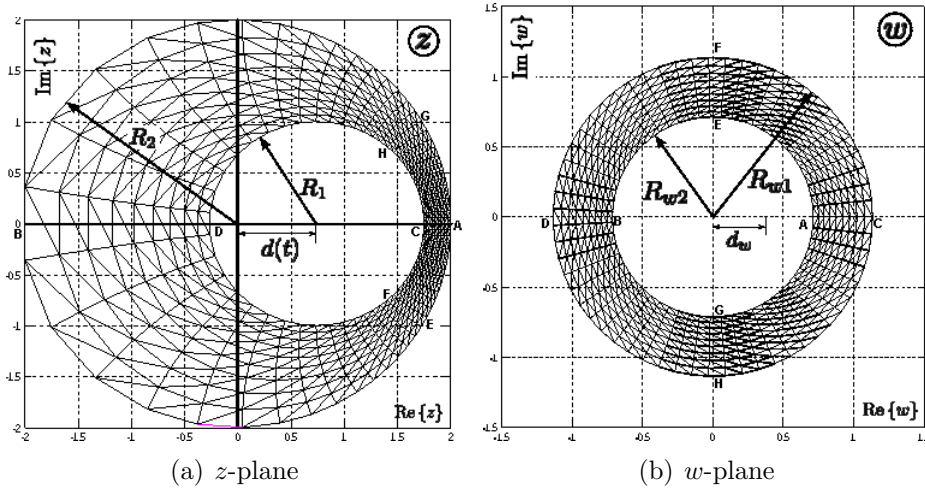 2
1.5
1
0.5
0
-0.5
-1
-1.5
-2
-2 -1.5 -1 -0.5 0 0.5 1 1.5 2
Im {z}
Re {z}
z
R2
R1
d(t)
G
H
B
D
C
A
F
E
(a) z-plane
1.5
1
0.5
0
-0.5
-1
-1.5
-1.5 -1 -0.5 0 0.5 1 1.5
Im {w}
Re {w}
w
F
E
Rw2
Rw1
D
B
A
C
dw
G
H
(b) w-plane